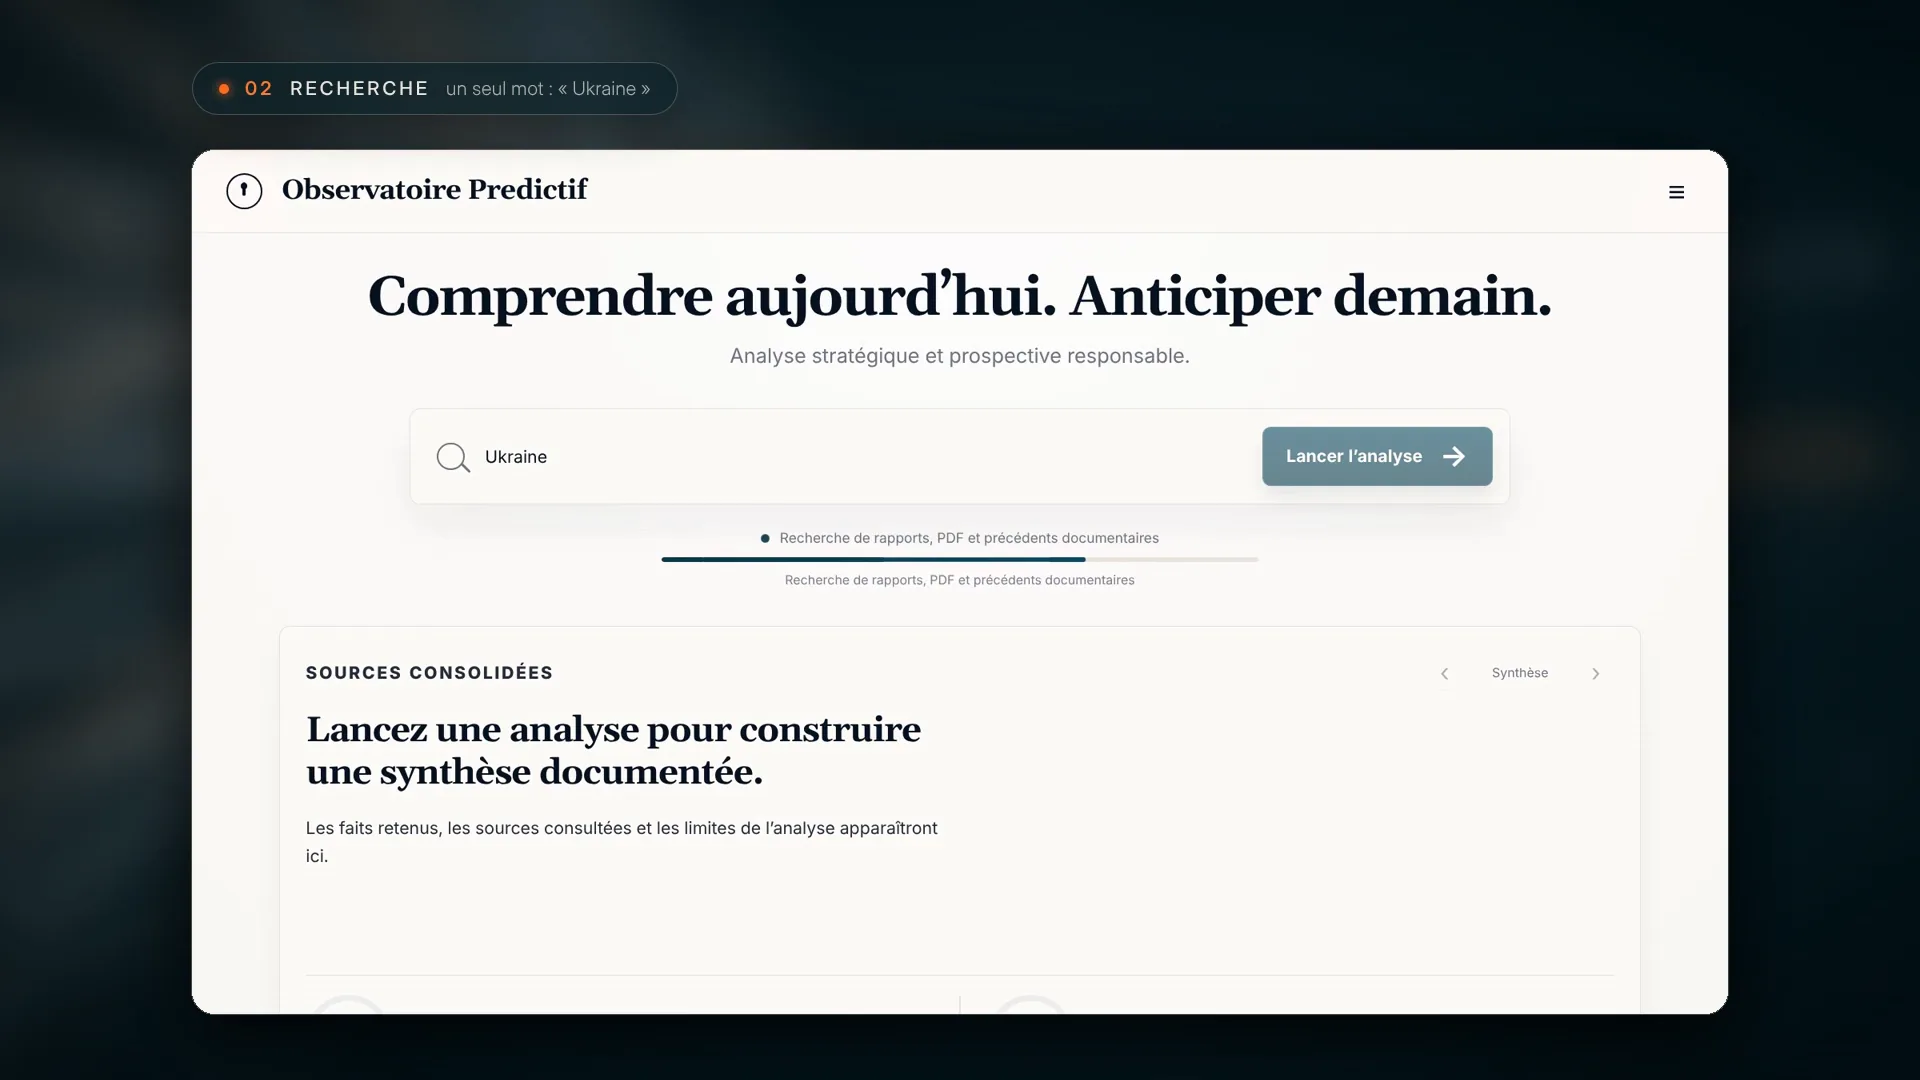 02 RECHERCHE un seul mot : « Ukraine »
Observatoire Predictif
Comprendre aujourd’hui. Anticiper demain.
Analyse stratégique et prospective responsable.
Ukraine
Lancer l’analyse
Recherche de rapports, PDF et précédents documentaires
Recherche de rapports, PDF et précédents documentaires
SOURCES CONSOLIDÉES
Synthèse
Lancez une analyse pour construire
une synthèse documentée.
Les faits retenus, les sources consultées et les limites de l’analyse apparaîtront
ici.